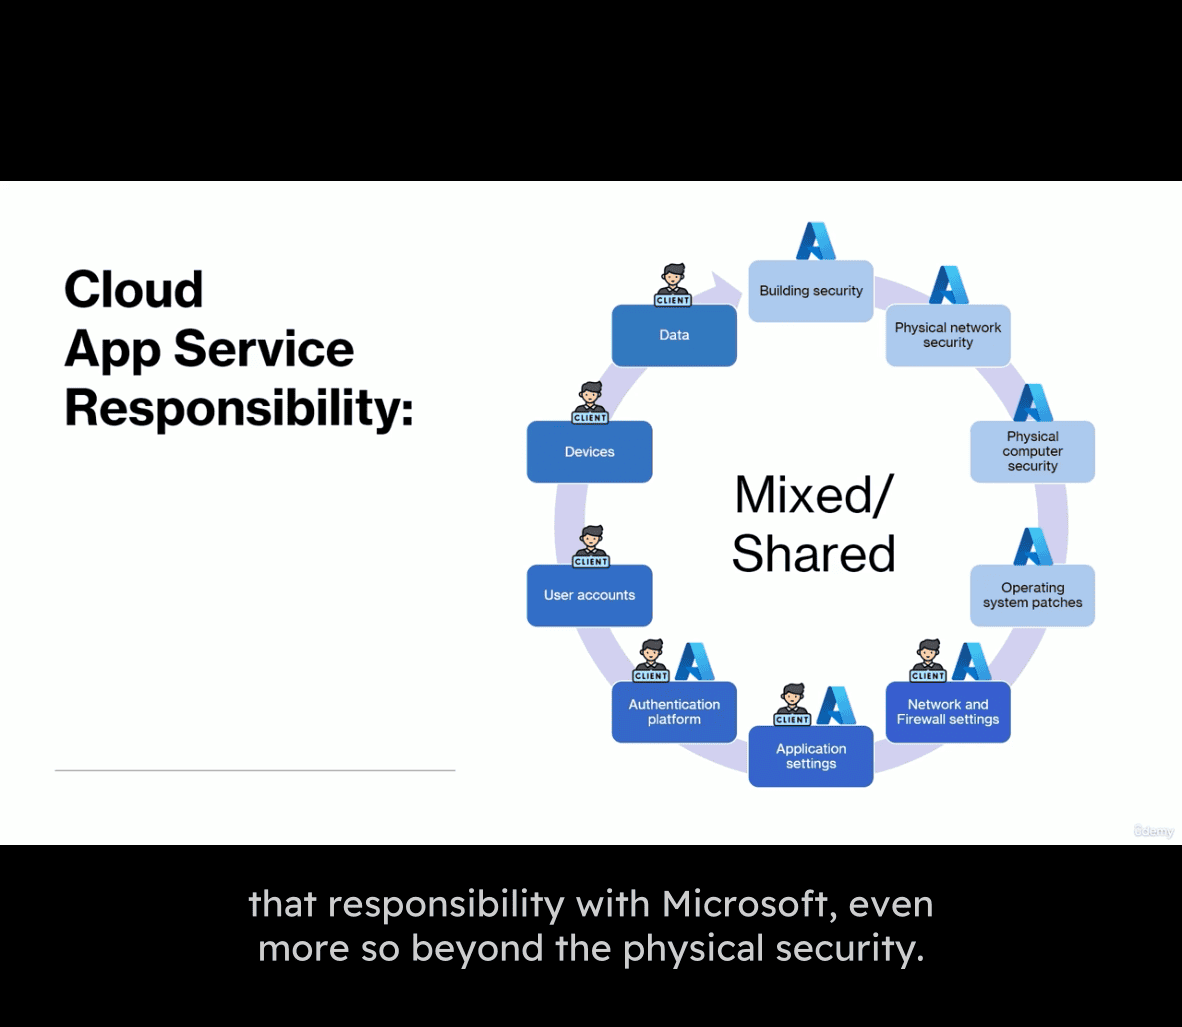 Cloud
App Service
Responsibility:
Building security
Physical network
security
Physical
computer
security
Operating
system patches
CLIENT
Network and
Firewall settings
CLIENT
Application
settings
CLIENT
Authentication
platform
CLIENT
User accounts
CLIENT
Devices
CLIENT
Data
Mixed/
Shared
ûdemy
that responsibility with Microsoft, even
more so beyond the physical security.